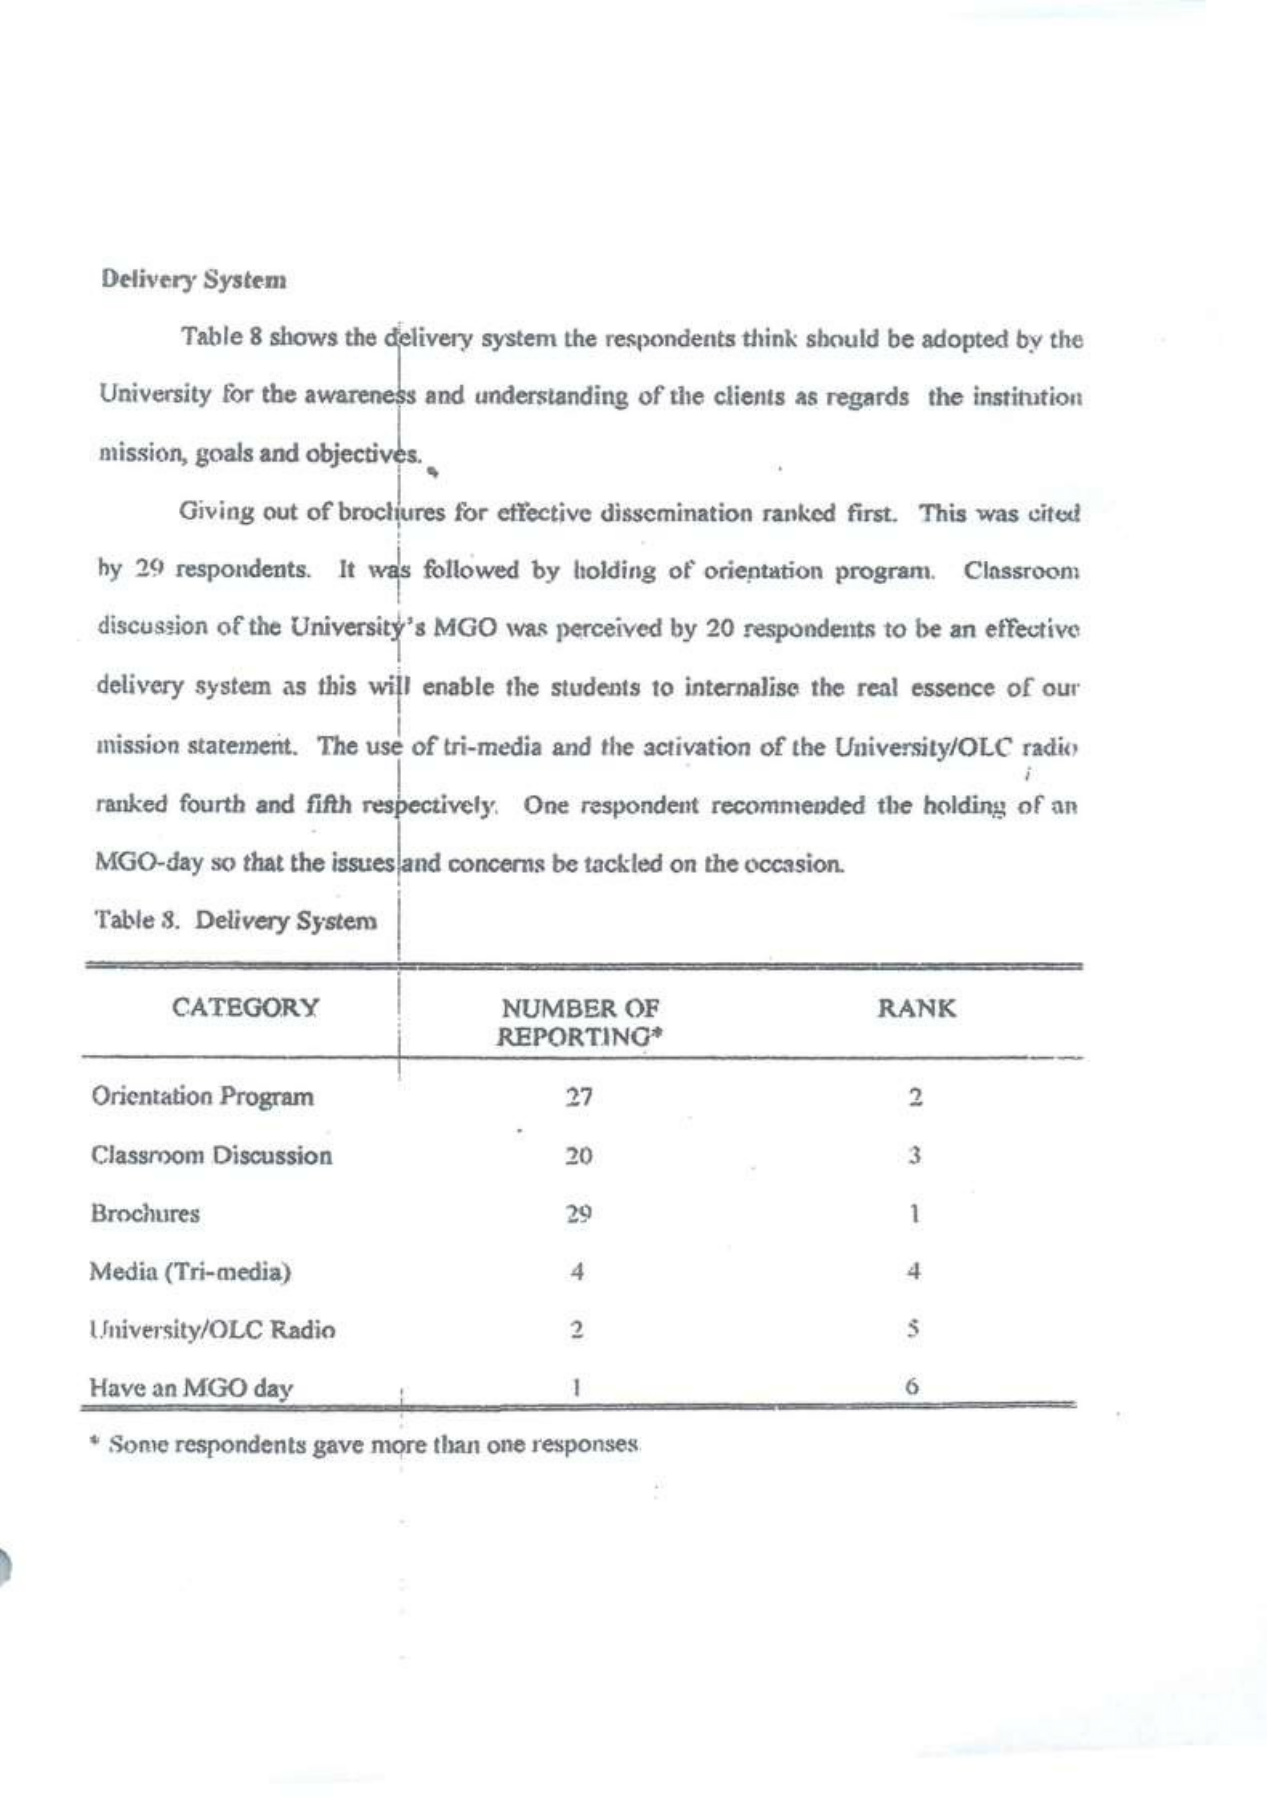 Delivery System
Table 8 shows the delivery system the respondents think should be adopted by the
University for the awareness and understanding of the clients as regards the institution
mission, goals and objectives.
Giving out of brochures for effective dissemination ranked first. This was cited
by 29 respondents. It was followed by holding of orientation program. Classroom
discussion of the University's MGO was perceived by 20 respondents to be an effective
delivery system as this will enable the students to internalise the real essence of our
mission statement. The use of tri-media and the activation of the University/OLC radio
ranked fourth and fifth respectively. One respondent recommended the holding of an
MGO-day so that the issues and concerns be tackled on the occasion.
Table 8. Delivery System
CATEGORY NUMBER OF RANK
REPORTING*
Orientation Program 27 2
Classroom Discussion 20 3
Brochures 29 1
Media (Tri-media) 4 4
University/OLC Radio 2 5
Have an MGO day 1 6
* Some respondents gave more than one responses.